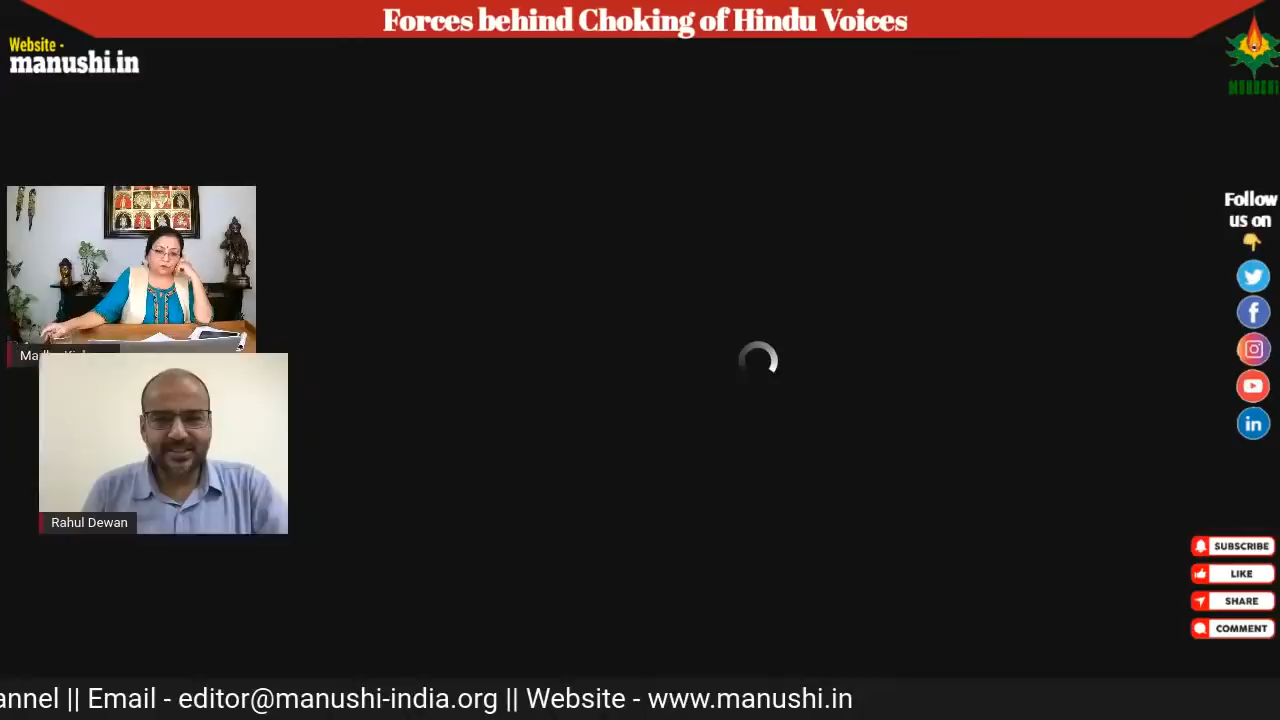 Forces behind Choking of Hindu Voices
Website -
manushi.in
MANUSHI
Follow
us on
Rahul Dewan
SUBSCRIBE
LIKE
SHARE
COMMENT
annel || Email - editor@manushi-india.org || Website - www.manushi.in